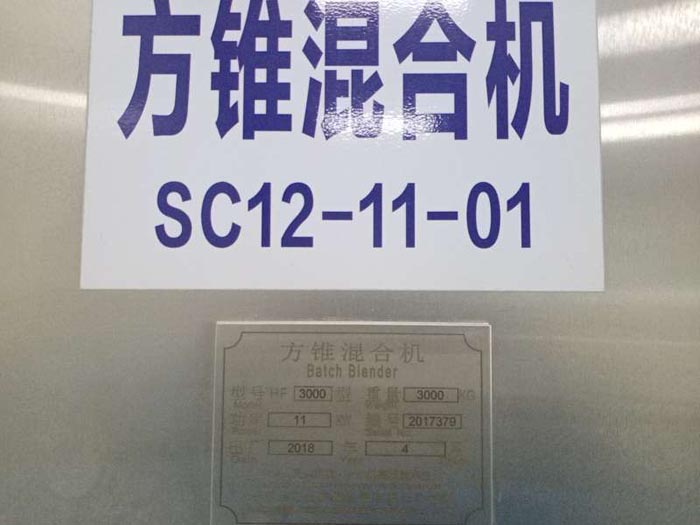 方锥混合机
SC12-11-01
方锥混合机
Batch Blender
型号 HF 3000 型 重量 3000 KG
功率 11 KW 编号 2017379
出厂 2018 年 4